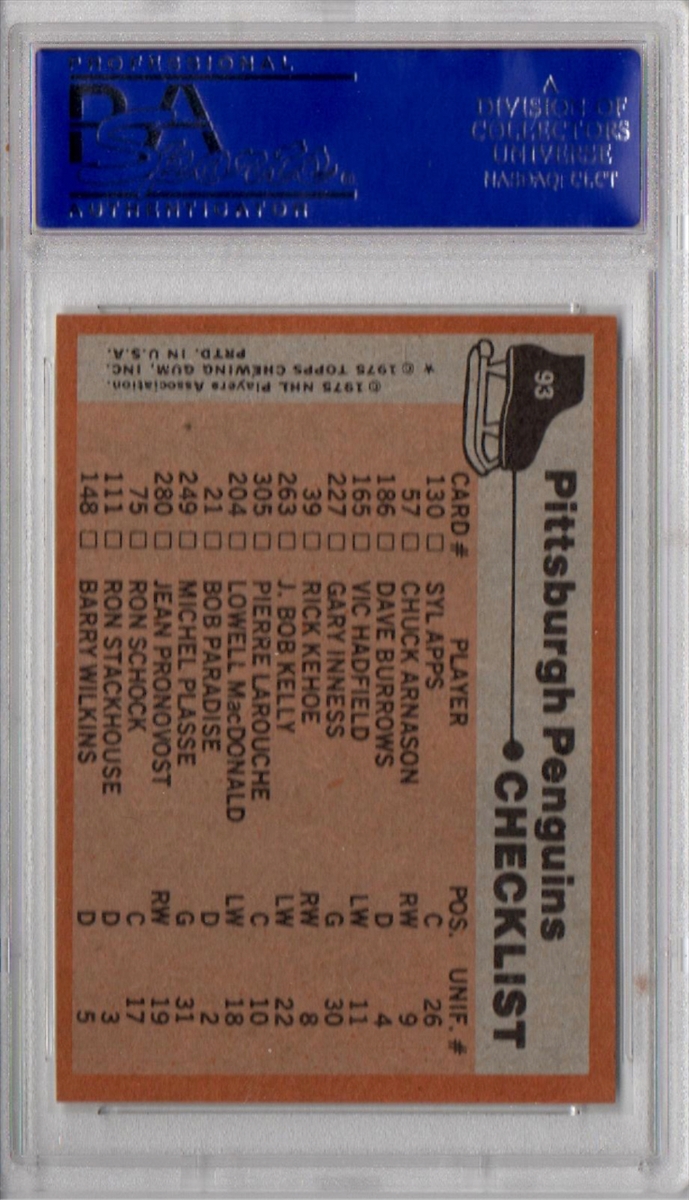 PROFESSIONAL
PSA
Sports
AUTHENTICATOR
A
DIVISION OF
COLLECTORS
UNIVERSE
NASDAQ: CLCT
93
Pittsburgh Penguins
CHECKLIST
CARD # PLAYER POS. UNIF. #
130 □ SYL APPS C 26
57 □ CHUCK ARNASON RW 9
186 □ DAVE BURROWS D 4
165 □ VIC HADFIELD LW 11
227 □ GARY INNESS G 30
39 □ RICK KEHOE RW 8
263 □ J. BOB KELLY LW 22
305 □ PIERRE LAROUCHE C 10
204 □ LOWELL MacDONALD LW 18
21 □ BOB PARADISE D 2
249 □ MICHEL PLASSE G 31
280 □ JEAN PRONOVOST RW 19
75 □ RON SCHOCK C 17
111 □ RON STACKHOUSE D 3
148 □ BARRY WILKINS D 5
© 1975 NHL Players Association.
* © 1975 TOPPS CHEWING GUM, INC.
PRTD. IN U.S.A.